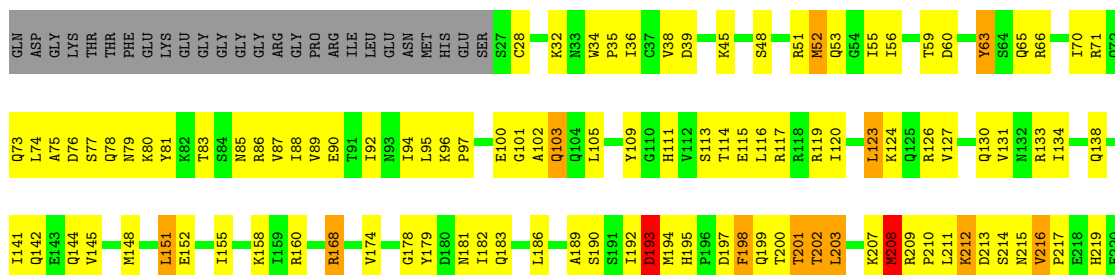 GLN ASP GLY LYS THR THR PHE GLU LYS GLU GLY GLY GLY GLY ARG GLY PRO ARG ILE LEU GLU ASN MET HIS GLU SER S27 C28 K32 N33 W34 P35 I36 C37 V38 D39 K45 S48 R51 M52 Q53 G54 I55 I56 T59 D60 Y63 S64 Q65 R66 I70 R71
Q73 L74 A75 D76 S77 Q78 N79 K80 Y81 K82 T83 S84 N85 R86 V87 I88 V89 E90 T91 I92 N93 I94 L95 K96 P97 E100 G101 A102 Q103 Q104 L105 Y109 G110 H111 V112 S113 T114 E115 L116 R117 R118 R119 I120 L123 K124 Q125 R126 V127 Q130 V131 N132 R133 I134 Q138
I141 Q142 E143 Q144 V145 M148 L151 E152 I155 K158 I159 R160 R168 V174 G178 Y179 D180 N181 I182 Q183 L186 A189 S190 S191 I192 D193 M194 H195 P196 D197 F198 Q199 T200 T201 T202 L203 K207 M208 R209 P210 L211 K212 D213 S214 N215 V216 P217 E218 H219